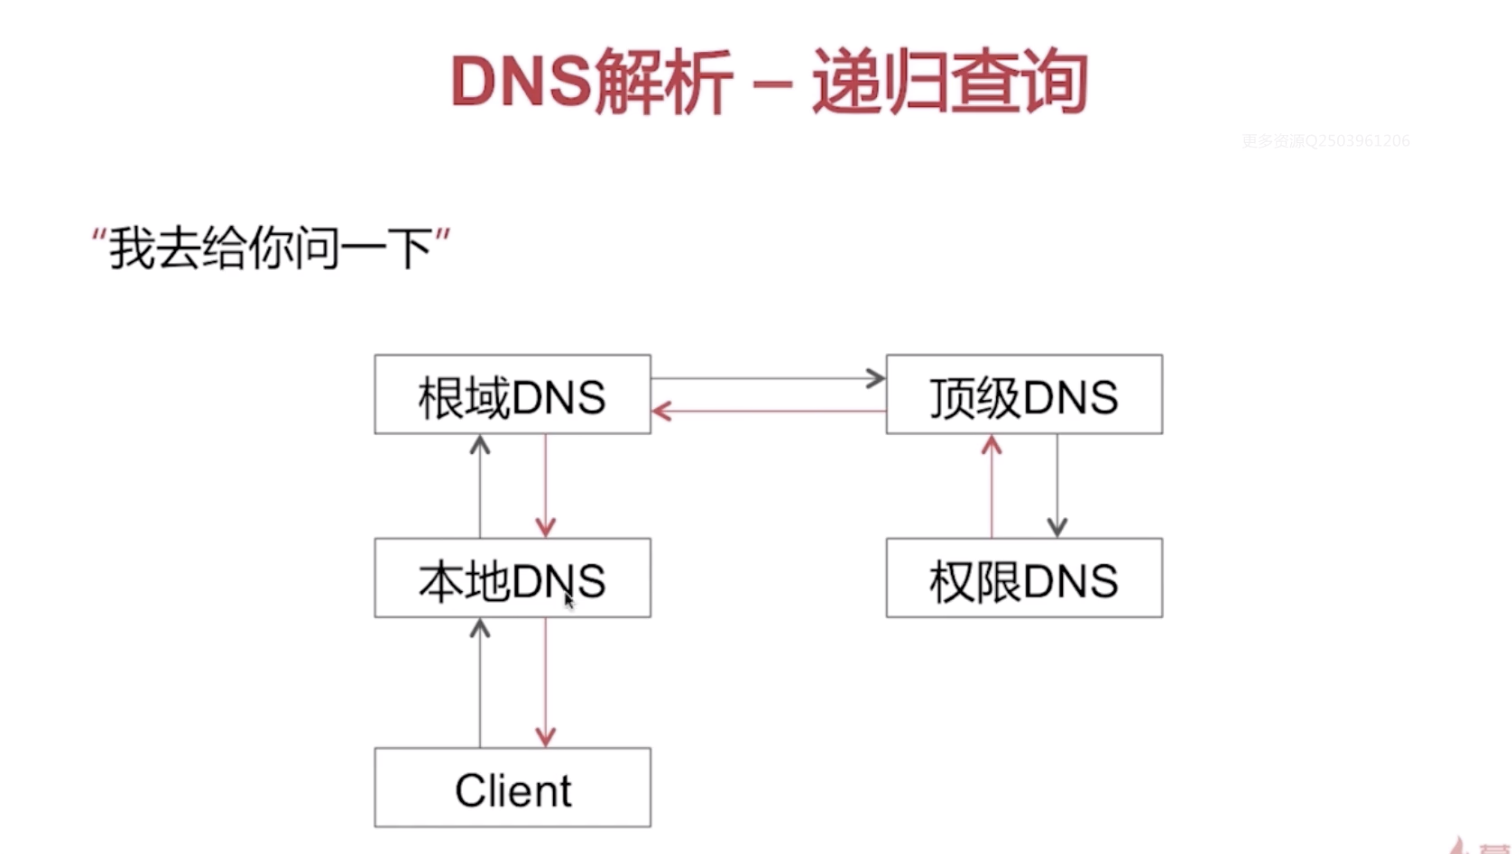 DNS解析 – 递归查询
更多资源Q2503961206
“我去给你问一下”
根域DNS
顶级DNS
本地DNS
权限DNS
Client